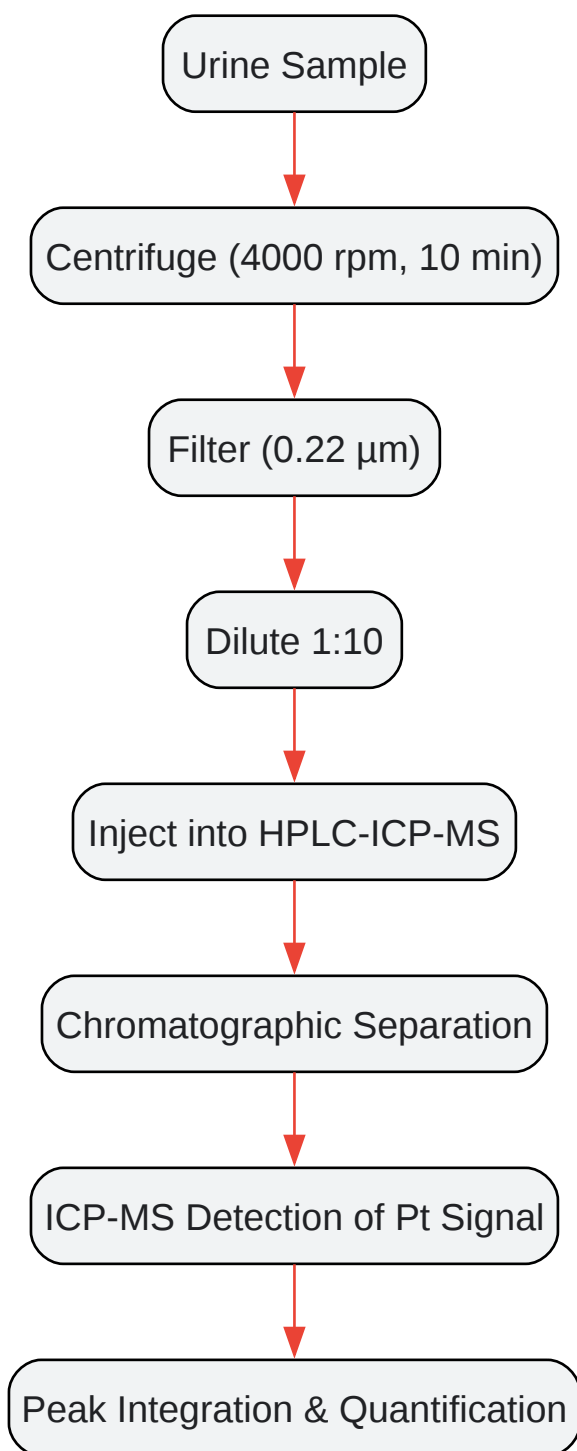 Urine Sample
Centrifuge (4000 rpm, 10 min)
Filter (0.22 µm)
Dilute 1:10
Inject into HPLC-ICP-MS
Chromatographic Separation
ICP-MS Detection of Pt Signal
Peak Integration & Quantification